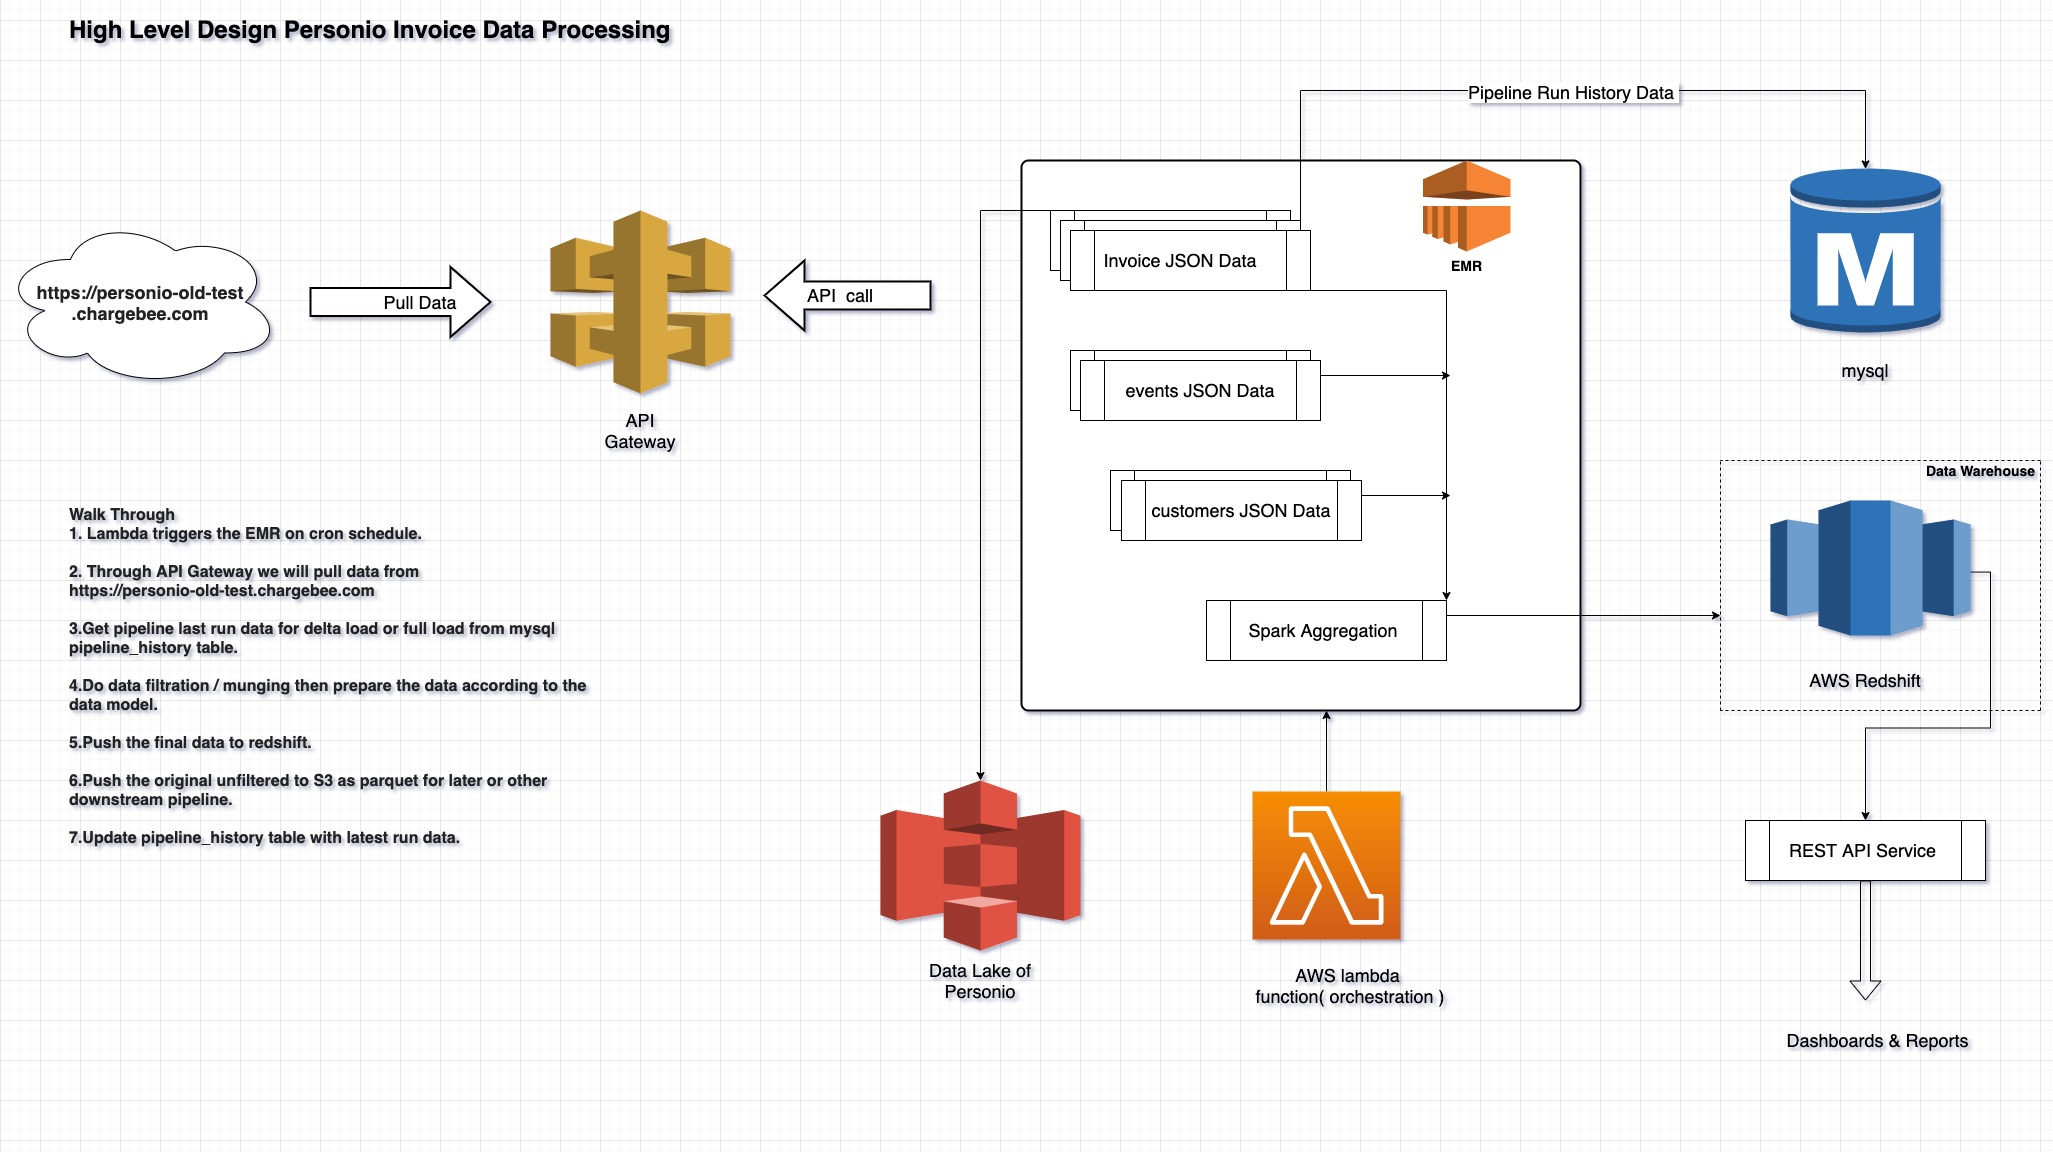 High Level Design Personio Invoice Data Processing
Pipeline Run History Data
EMR
Invoice JSON Data
https://personio-old-test
.chargebee.com
Pull Data
API  call
API
Gateway
mysql
events JSON Data
Data Warehouse
customers JSON Data
Walk Through
1. Lambda triggers the EMR on cron schedule.
2. Through API Gateway we will pull data from
https://personio-old-test.chargebee.com
3.Get pipeline last run data for delta load or full load from mysql
pipeline_history table.
4.Do data filtration / munging then prepare the data according to the
data model.
5.Push the final data to redshift.
6.Push the original unfiltered to S3 as parquet for later or other
downstream pipeline.
7.Update pipeline_history table with latest run data.
Spark Aggregation
AWS Redshift
M
REST API Service
Data Lake of
Personio
AWS lambda
function( orchestration )
Dashboards & Reports